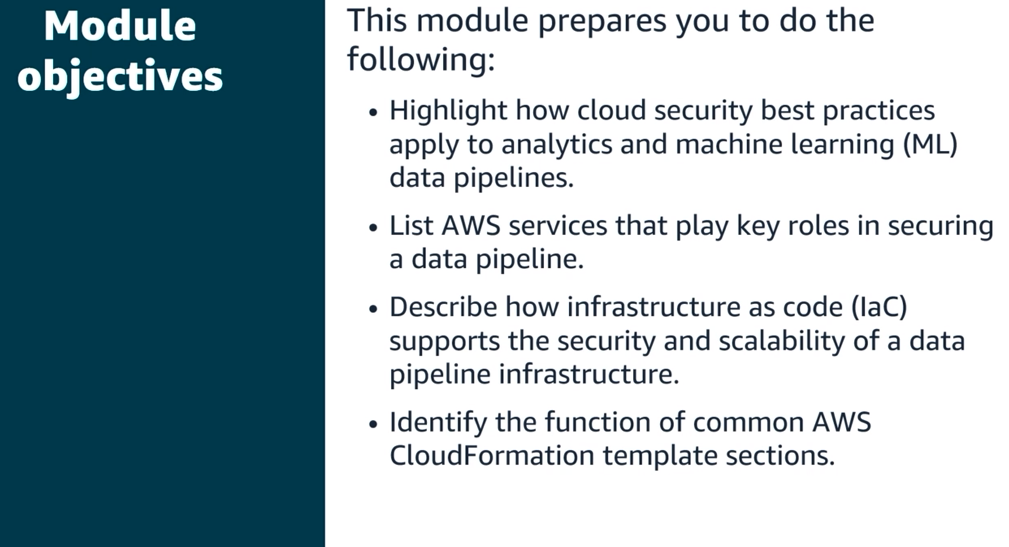 Module
objectives
This module prepares you to do the
following:
• Highlight how cloud security best practices
apply to analytics and machine learning (ML)
data pipelines.
• List AWS services that play key roles in securing
a data pipeline.
• Describe how infrastructure as code (IaC)
supports the security and scalability of a data
pipeline infrastructure.
• Identify the function of common AWS
CloudFormation template sections.